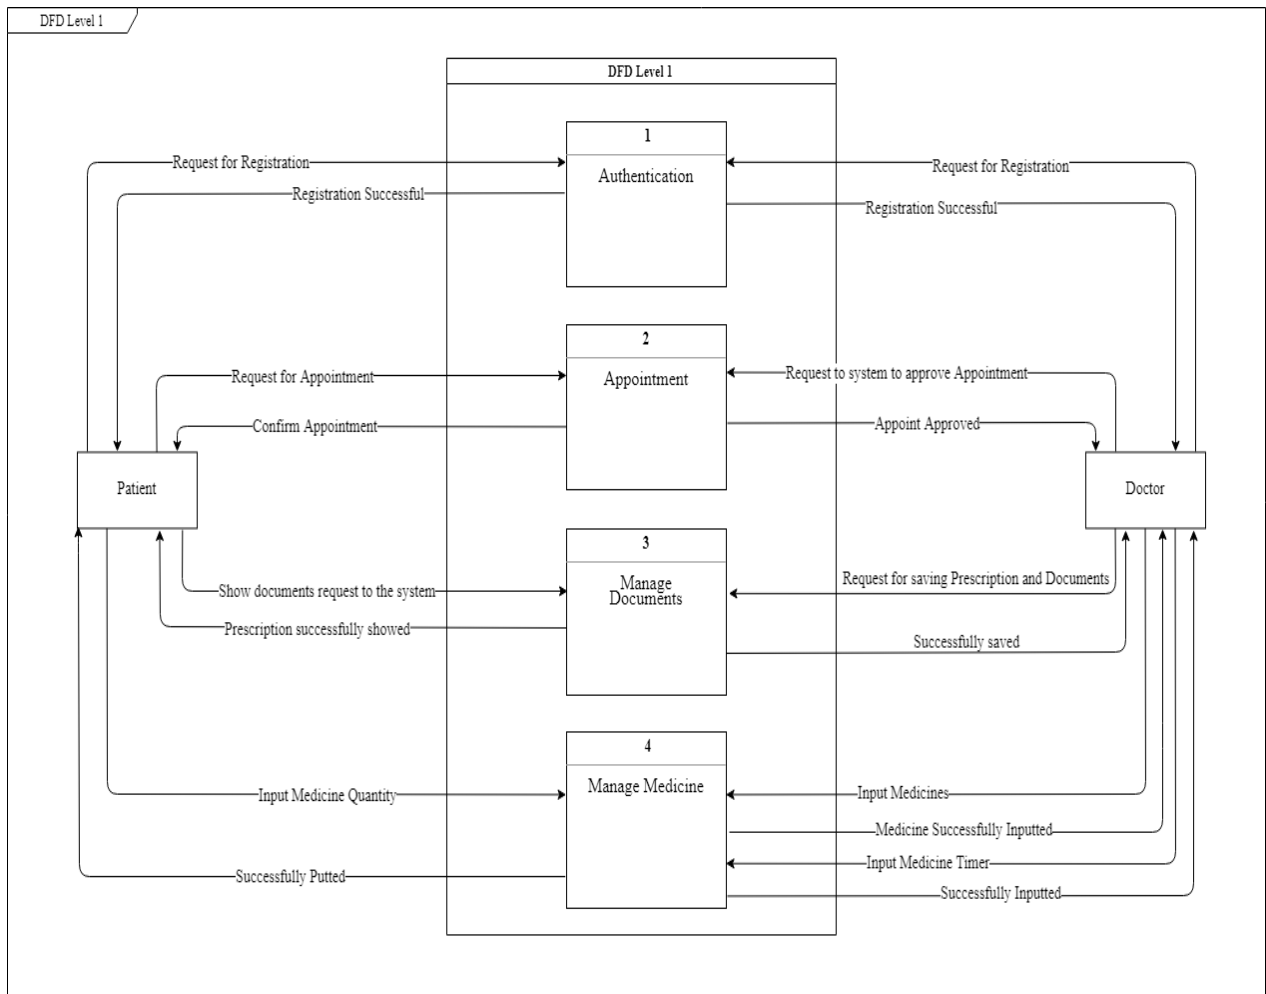 DFD Level 1
DFD Level 1
1
Authentication
Request for Registration
Request for Registration
Registration Successful
Registration Successful
2
Appointment
Request for Appointment
Request to system to approve Appointment
Confirm Appointment
Appoint Approved
Patient
Doctor
3
Manage
Documents
Show documents request to the system
Request for saving Prescription and Documents
Prescription successfully showed
Successfully saved
4
Manage Medicine
Input Medicine Quantity
Input Medicines
Medicine Successfully Inputted
Input Medicine Timer
Successfully Putted
Successfully Inputted